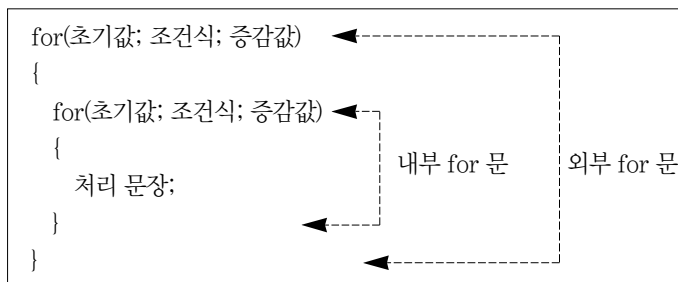 for(초기값; 조건식; 증감값)
{
for(초기값; 조건식; 증감값)
{
내부 for 문
외부 for 문
처리 문장;
}
}